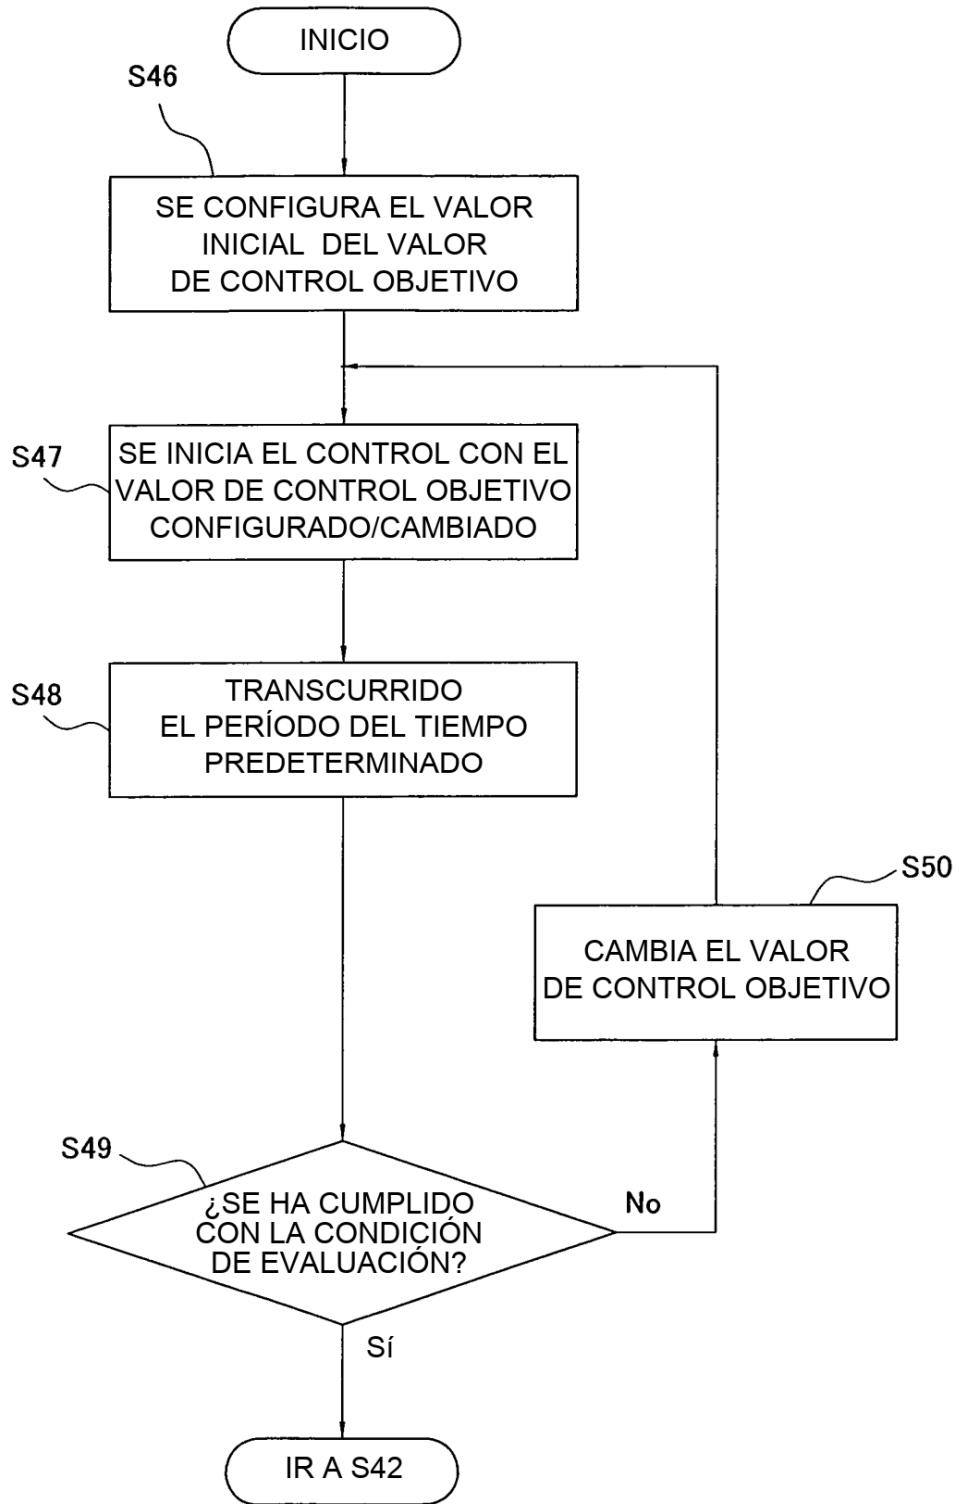 INICIO
S46
SE CONFIGURA EL VALOR
INICIAL DEL VALOR
DE CONTROL OBJETIVO
S47
SE INICIA EL CONTROL CON EL
VALOR DE CONTROL OBJETIVO
CONFIGURADO/CAMBIADO
S48
TRANSCURRIDO
EL PERÍODO DEL TIEMPO
PREDETERMINADO
S50
CAMBIA EL VALOR
DE CONTROL OBJETIVO
S49
¿SE HA CUMPLIDO
CON LA CONDICIÓN
DE EVALUACIÓN?
No
Sí
IR A S42